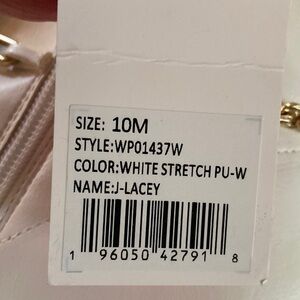 SIZE: 10M
STYLE:WP01437W
COLOR:WHITE STRETCH PU-W
NAME:J-LACEY
1 96050 42791 8